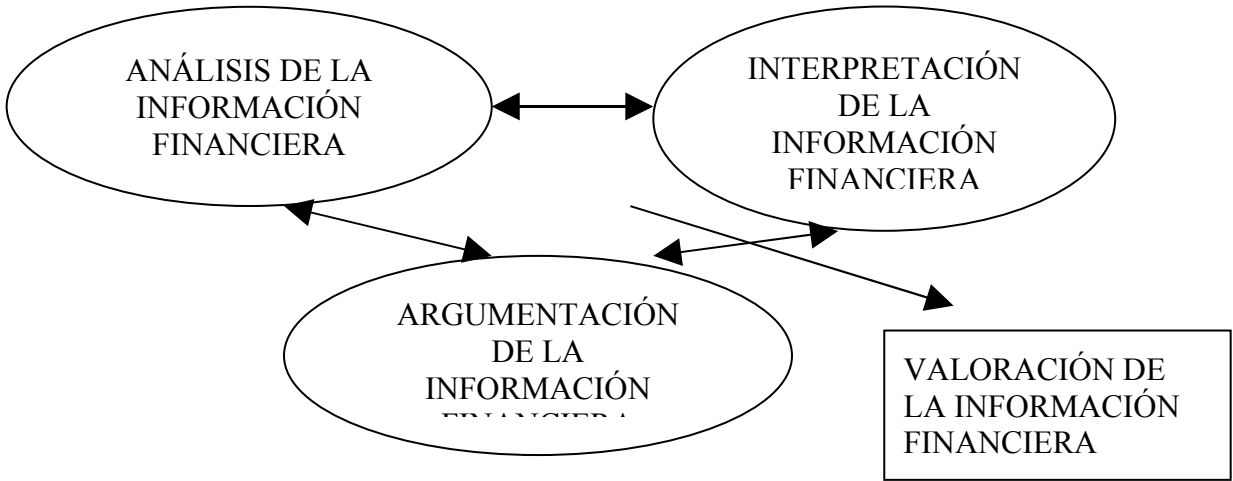 ANÁLISIS DE LA
INFORMACIÓN
FINANCIERA
INTERPRETACIÓN
DE LA
INFORMACIÓN
FINANCIERA
ARGUMENTACIÓN
DE LA
INFORMACIÓN
FINANCIERA
VALORACIÓN DE
LA INFORMACIÓN
FINANCIERA